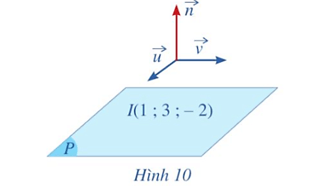 n
u v
I(1 ; 3 ; – 2)
P
Hình 10